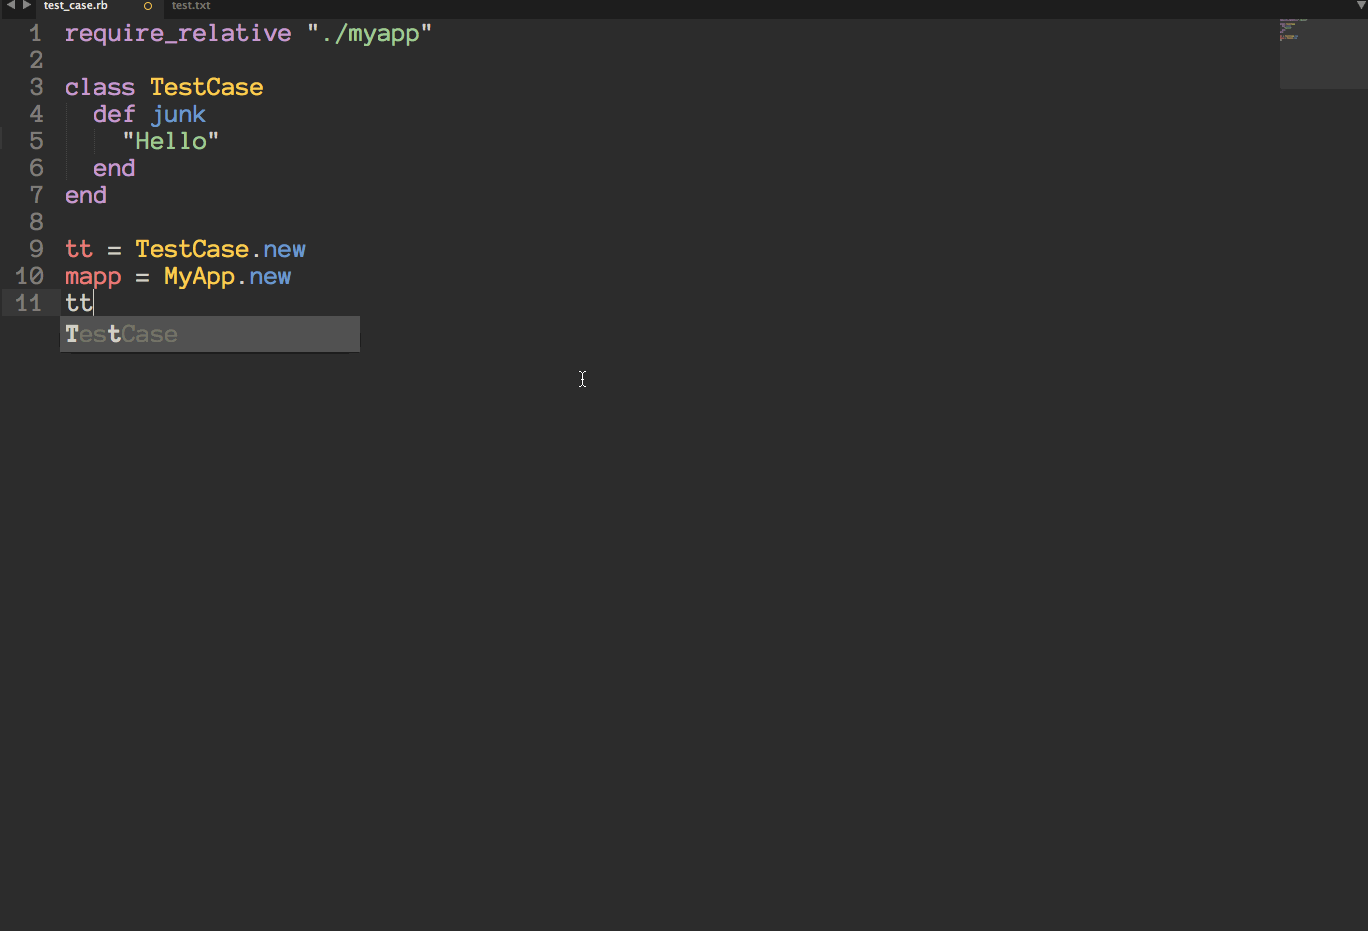 test_case.rb test.txt
1 require_relative "./myapp"
2
3 class TestCase
4   def junk
5     "Hello"
6   end
7 end
8
9 tt = TestCase.new
10 mapp = MyApp.new
11 tt
TestCase